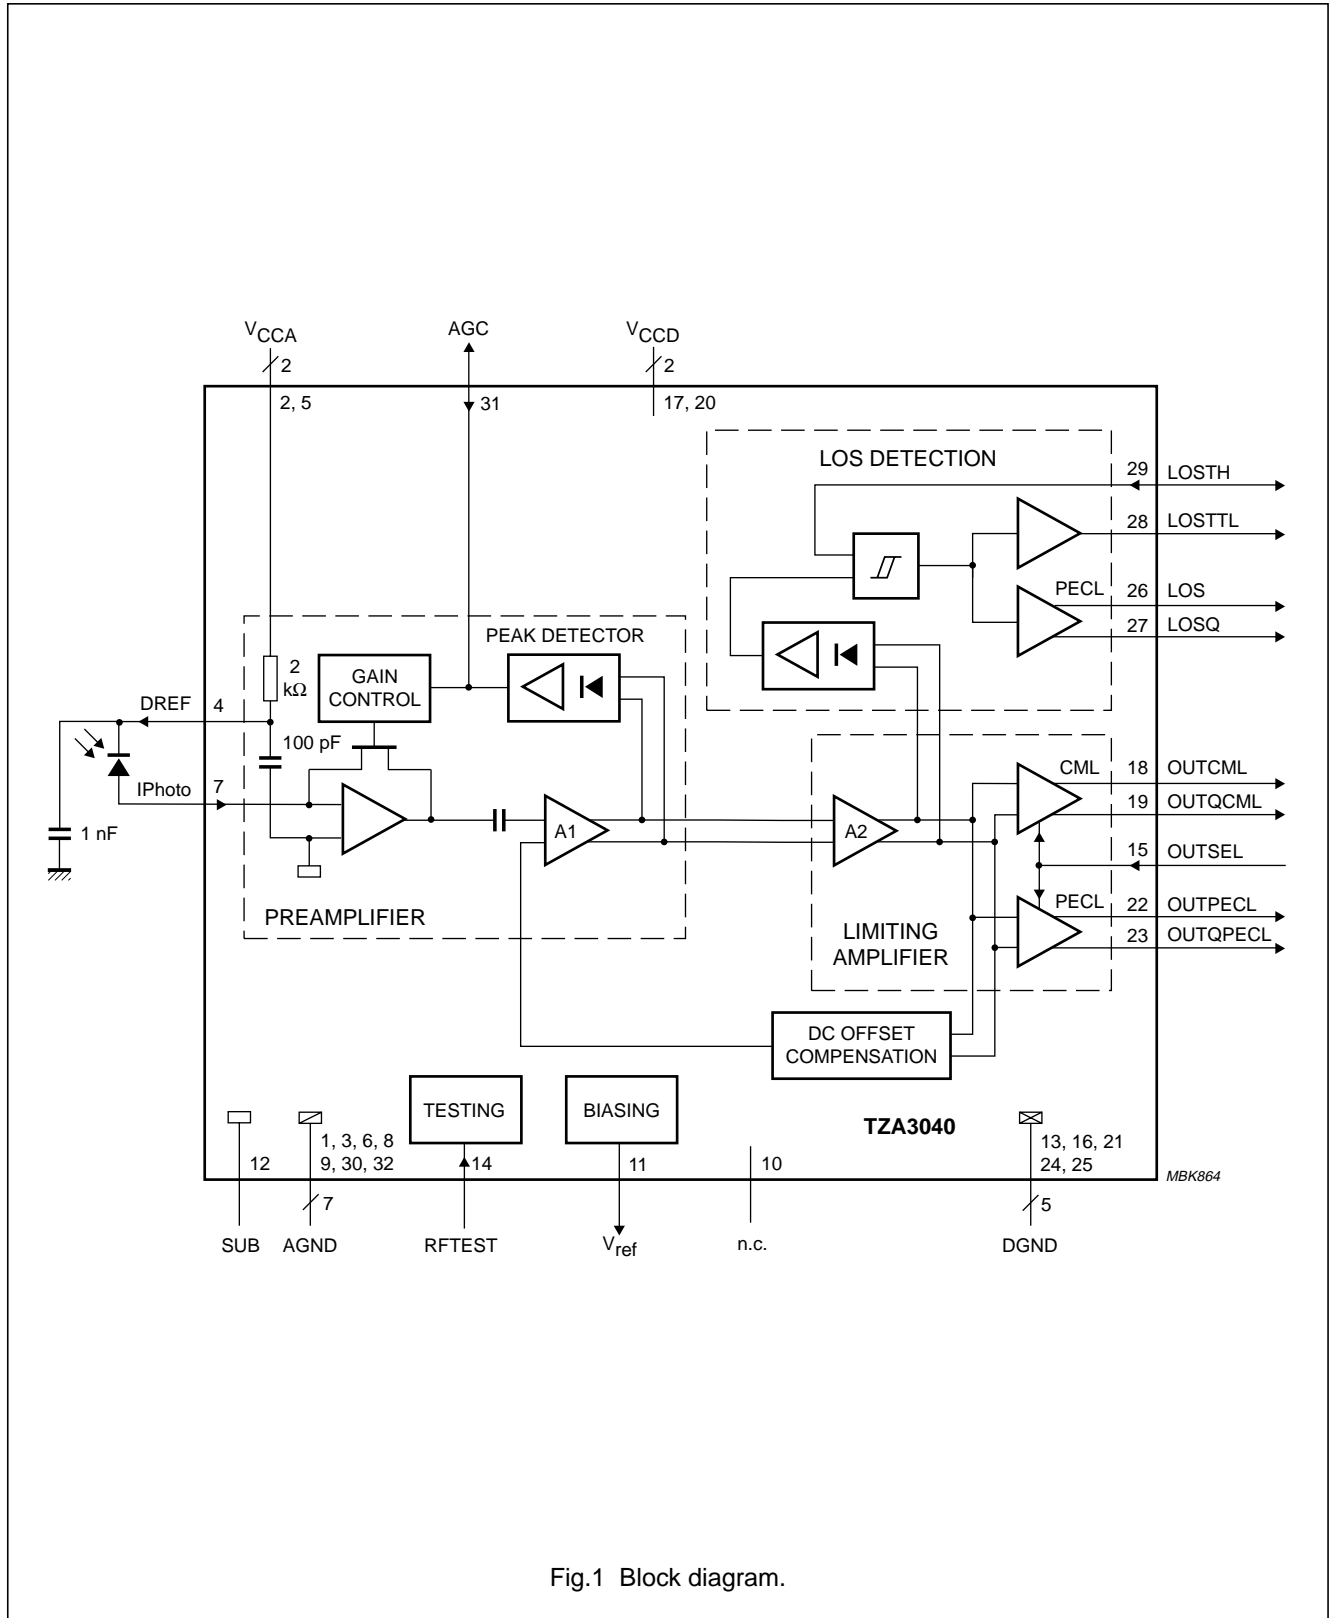 VCCA
AGC
VCCD
2
2
2, 5
31
17, 20
LOS DETECTION
29 LOSTH
28 LOSTTL
PECL
26 LOS
27 LOSQ
PEAK DETECTOR
GAIN
CONTROL
2
kΩ
DREF 4
100 pF
IPhoto 7
1 nF
A1
A2
PREAMPLIFIER
CML
18 OUTCML
19 OUTQCML
15 OUTSEL
PECL
22 OUTPECL
23 OUTQPECL
LIMITING
AMPLIFIER
DC OFFSET
COMPENSATION
TESTING
BIASING
TZA3040
12
1, 3, 6, 8
9, 30, 32
14
11
10
13, 16, 21
24, 25
MBK864
7
5
SUB
AGND
RFTEST
Vref
n.c.
DGND
Fig.1 Block diagram.